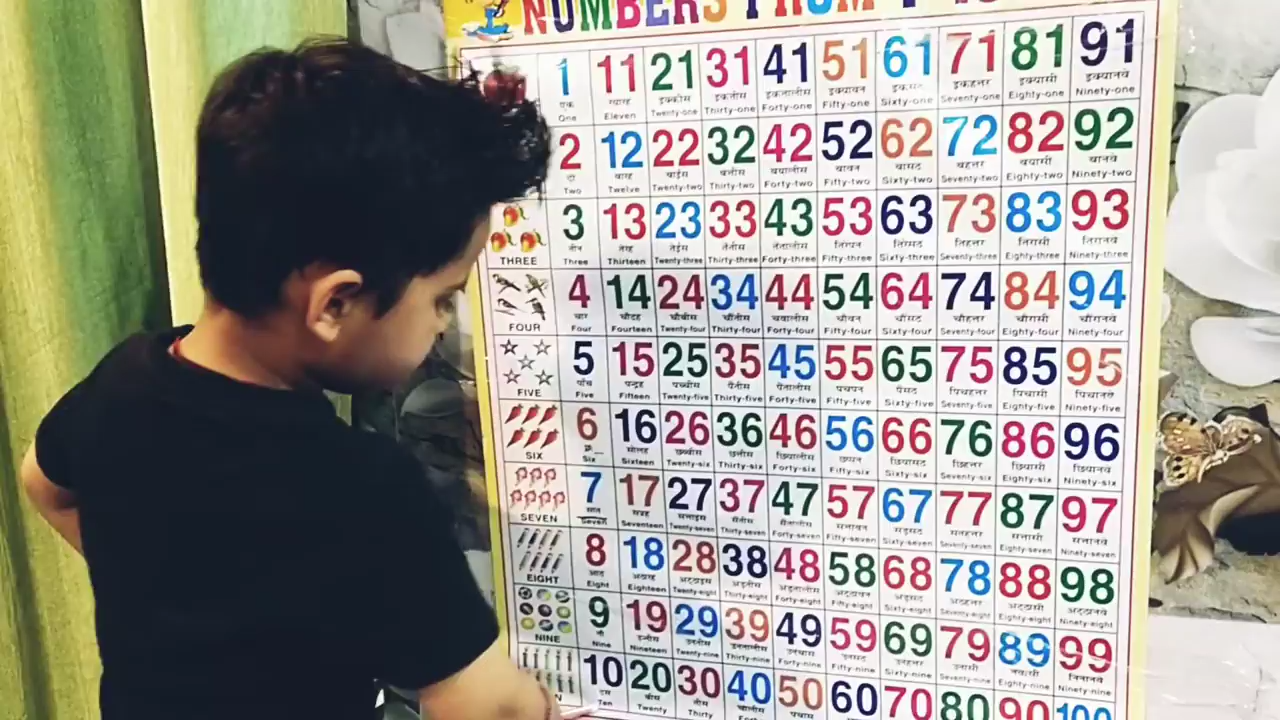 NUMBERS FROM 1
1 11 21 31 41 51 61 71 81 91
एक ग्यारह इक्कीस इकतीस इकतालीस इक्यावन इकसठ इकहत्तर इक्यासी इक्यानवे
One Eleven Twenty-one Thirty-one Forty-one Fifty-one Sixty-one Seventy-one Eighty-one Ninety-one
2 12 22 32 42 52 62 72 82 92
दो बारह बाईस बत्तीस बयालीस बावन बासठ बहत्तर बयासी बानवे
Two Twelve Twenty-two Thirty-two Forty-two Fifty-two Sixty-two Seventy-two Eighty-two Ninety-two
3 13 23 33 43 53 63 73 83 93
तीन तेरह तेईस तैंतीस तिरेपन तिरेसठ तिहत्तर तिरासी तिरानवे
THREE Three Thirteen Twenty-three Thirty-three Forty-three Fifty-three Sixty-three Seventy-three Eighty-three Ninety-three
4 14 24 34 44 54 64 74 84 94
चार चौदह चौबीस चौंतीस चवालीस चौवन चौंसठ चौहत्तर चौरासी चौरानवे
FOUR Four Fourteen Twenty-four Thirty-four Forty-four Fifty-four Sixty-four Seventy-four Eighty-four Ninety-four
5 15 25 35 45 55 65 75 85 95
पाँच पन्द्रह पच्चीस पैंतीस पैंतालीस पचपन पैंसठ पिचहत्तर पिचासी पिचानवे
FIVE Five Fifteen Twenty-five Thirty-five Forty-five Fifty-five Sixty-five Seventy-five Eighty-five Ninety-five
6 16 26 36 46 56 66 76 86 96
सोलह छब्बीस छत्तीस छियालीस छप्पन छियासठ छिहत्तर छियासी छियानवे
SIX Six Sixteen Twenty-six Thirty-six Forty-six Fifty-six Sixty-six Seventy-six Eighty-six Ninety-six
7 17 27 37 47 57 67 77 87 97
सात सत्रह सत्ताइस सैंतीस सैंतालीस सत्तावन सड़सठ सतहत्तर सत्तासी सत्तानवे
SEVEN Seven Seventeen Twenty-seven Thirty-seven Forty-seven Fifty-seven Sixty-seven Seventy-seven Eighty-seven Ninety-seven
8 18 28 38 48 58 68 78 88 98
आठ अठारह अट्ठाइस अड़तीस अड़तालीस अट्ठावन अड़सठ अठहत्तर अट्ठासी अट्ठानवे
EIGHT Eight Eighteen Twenty-eight Thirty-eight Forty-eight Fifty-eight Sixty-eight Seventy-eight Eighty-eight Ninety-eight
9 19 29 39 49 59 69 79 89 99
नौ उन्नीस उनतीस उनतालीस उनचास उनसठ उनहत्तर उनासी नवासी निन्यानवे
NINE Nine Nineteen Twenty-nine Thirty-nine Forty-nine Fifty-nine Sixty-nine Seventy-nine Eighty-nine Ninety-nine
10 20 30 40 50 60 70 80 90 100
दस बीस तीस चालीस पचास
Ten Twenty Thirty